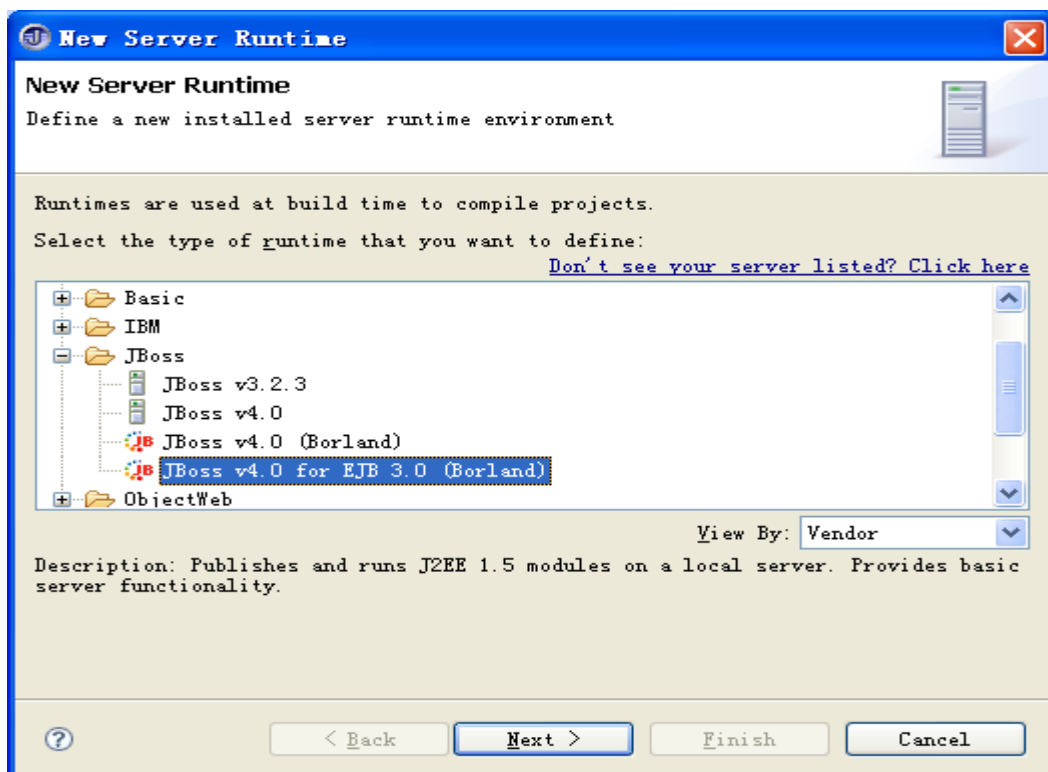 New Server Runtime
New Server Runtime
Define a new installed server runtime environment
Runtimes are used at build time to compile projects.
Select the type of runtime that you want to define:
Don't see your server listed? Click here
Basic
IBM
JBoss
JBoss v3.2.3
JBoss v4.0
JB JBoss v4.0 (Borland)
JB JBoss v4.0 for EJB 3.0 (Borland)
ObjectWeb
View By: Vendor
Description: Publishes and runs J2EE 1.5 modules on a local server. Provides basic
server functionality.
? < Back Next > Finish Cancel